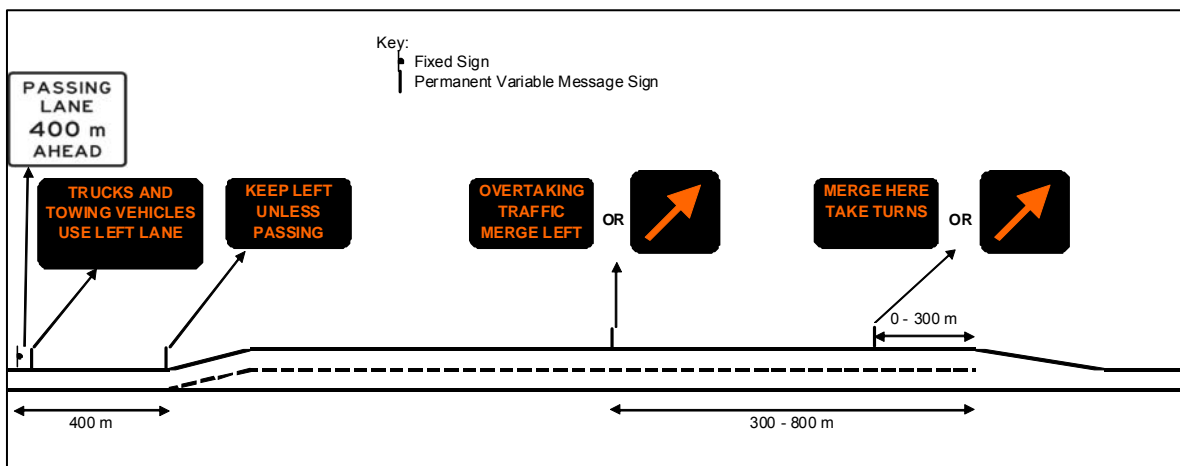 Key:
Fixed Sign
Permanent Variable Message Sign
PASSING
LANE
400 m
AHEAD
TRUCKS AND
TOWING VEHICLES
USE LEFT LANE
KEEP LEFT
UNLESS
PASSING
OVERTAKING
TRAFFIC
MERGE LEFT
OR
MERGE HERE
TAKE TURNS
OR
0 - 300 m
400 m
300 - 800 m